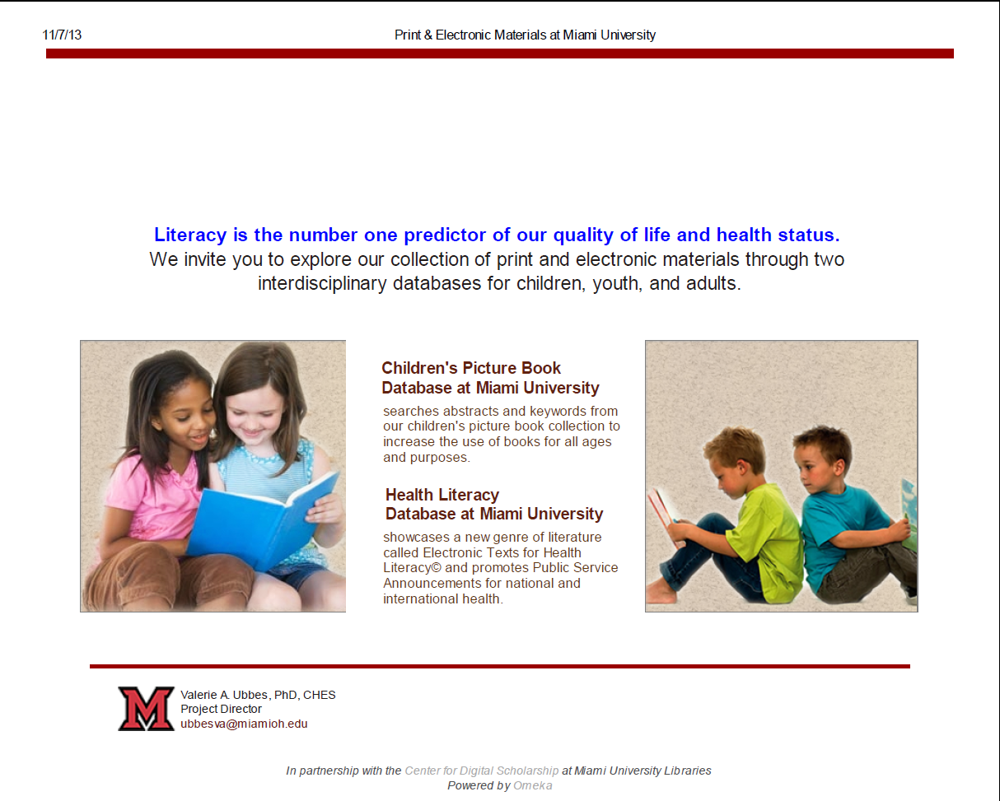 11/7/13
Print & Electronic Materials at Miami University
Literacy is the number one predictor of our quality of life and health status.
We invite you to explore our collection of print and electronic materials through two
interdisciplinary databases for children, youth, and adults.
Children's Picture Book
Database at Miami University
searches abstracts and keywords from
our children's picture book collection to
increase the use of books for all ages
and purposes.
Health Literacy
Database at Miami University
showcases a new genre of literature
called Electronic Texts for Health
Literacy© and promotes Public Service
Announcements for national and
international health.
M
Valerie A. Ubbes, PhD, CHES
Project Director
ubbesva@miamioh.edu
In partnership with the Center for Digital Scholarship at Miami University Libraries
Powered by Omeka